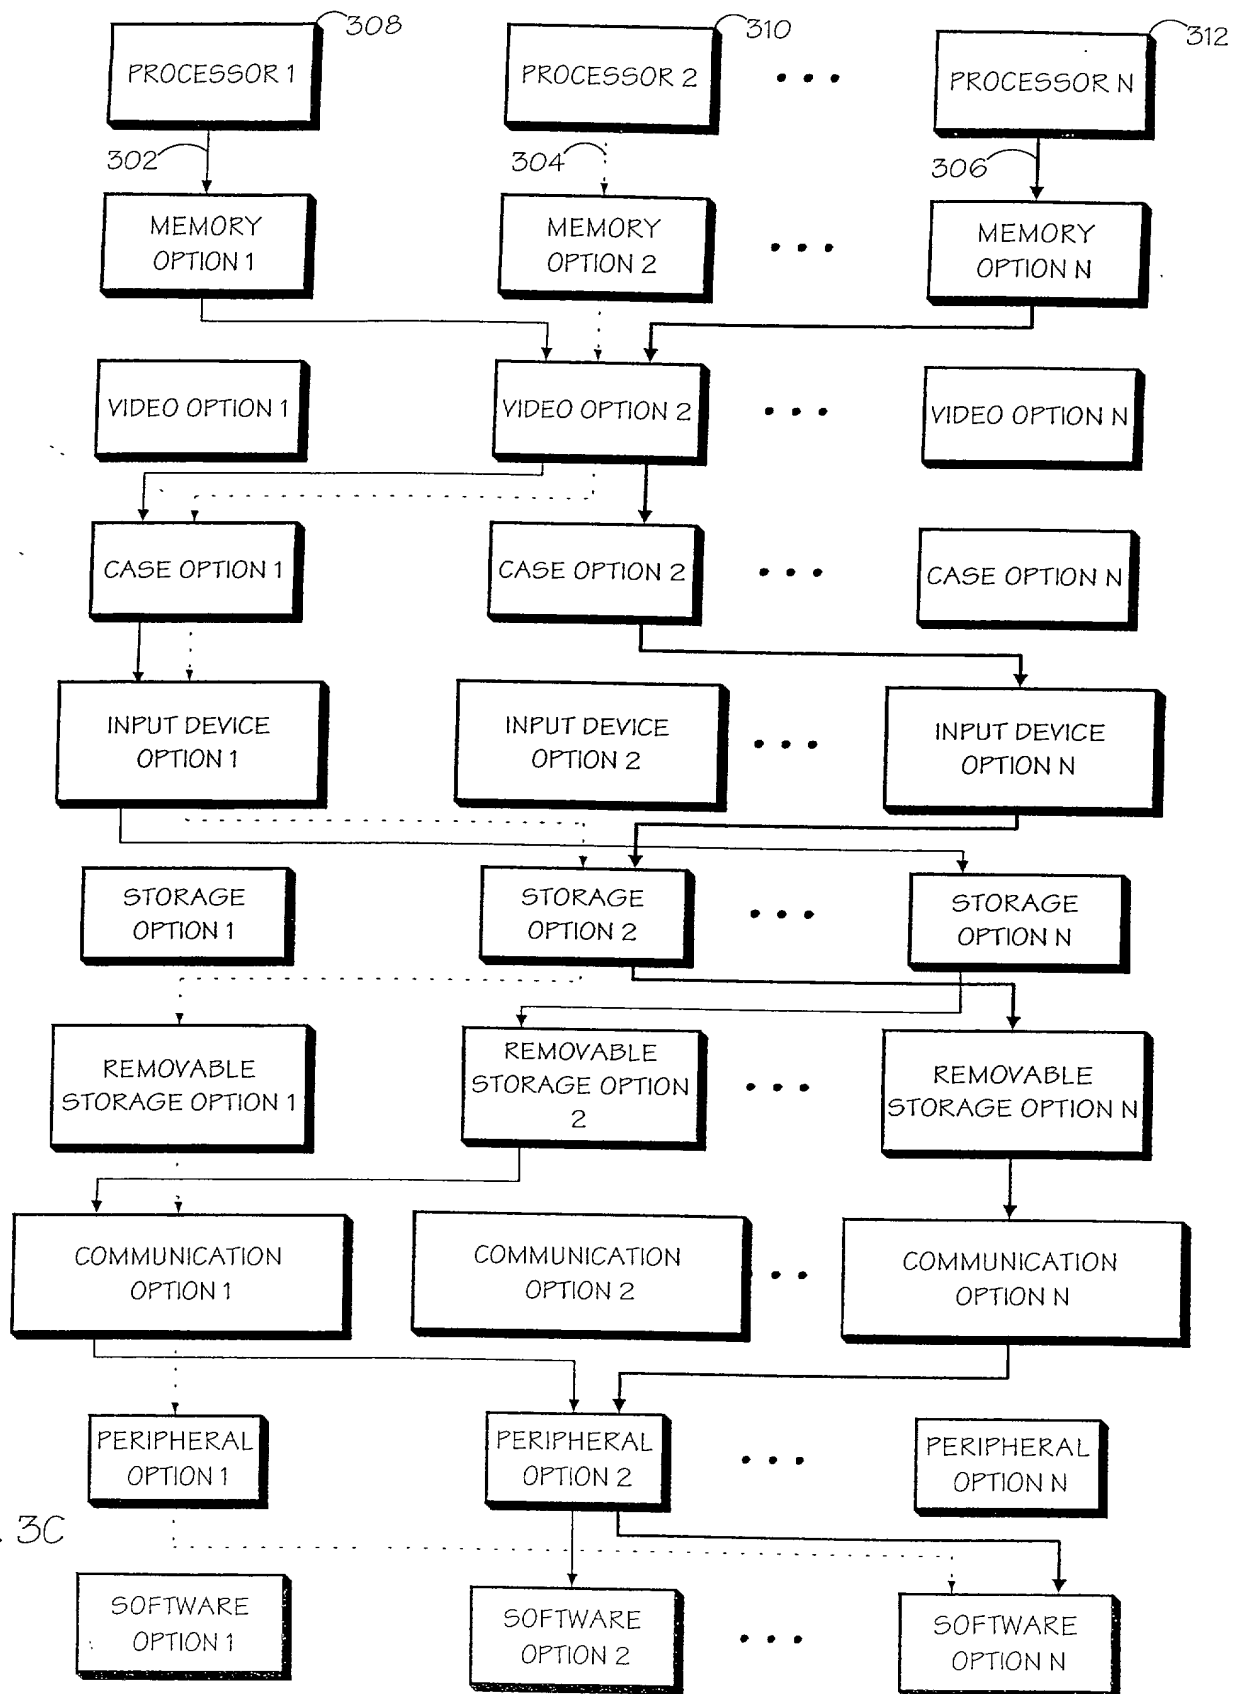 308
310
312
PROCESSOR 1
PROCESSOR 2
PROCESSOR N
302
304
306
MEMORY
OPTION 1
MEMORY
OPTION 2
MEMORY
OPTION N
VIDEO OPTION 1
VIDEO OPTION 2
VIDEO OPTION N
CASE OPTION 1
CASE OPTION 2
CASE OPTION N
INPUT DEVICE
OPTION 1
INPUT DEVICE
OPTION 2
INPUT DEVICE
OPTION N
STORAGE
OPTION 1
STORAGE
OPTION 2
STORAGE
OPTION N
REMOVABLE
STORAGE OPTION 1
REMOVABLE
STORAGE OPTION
2
REMOVABLE
STORAGE OPTION N
COMMUNICATION
OPTION 1
COMMUNICATION
OPTION 2
COMMUNICATION
OPTION N
PERIPHERAL
OPTION 1
PERIPHERAL
OPTION 2
PERIPHERAL
OPTION N
. 3C
SOFTWARE
OPTION 1
SOFTWARE
OPTION 2
SOFTWARE
OPTION N